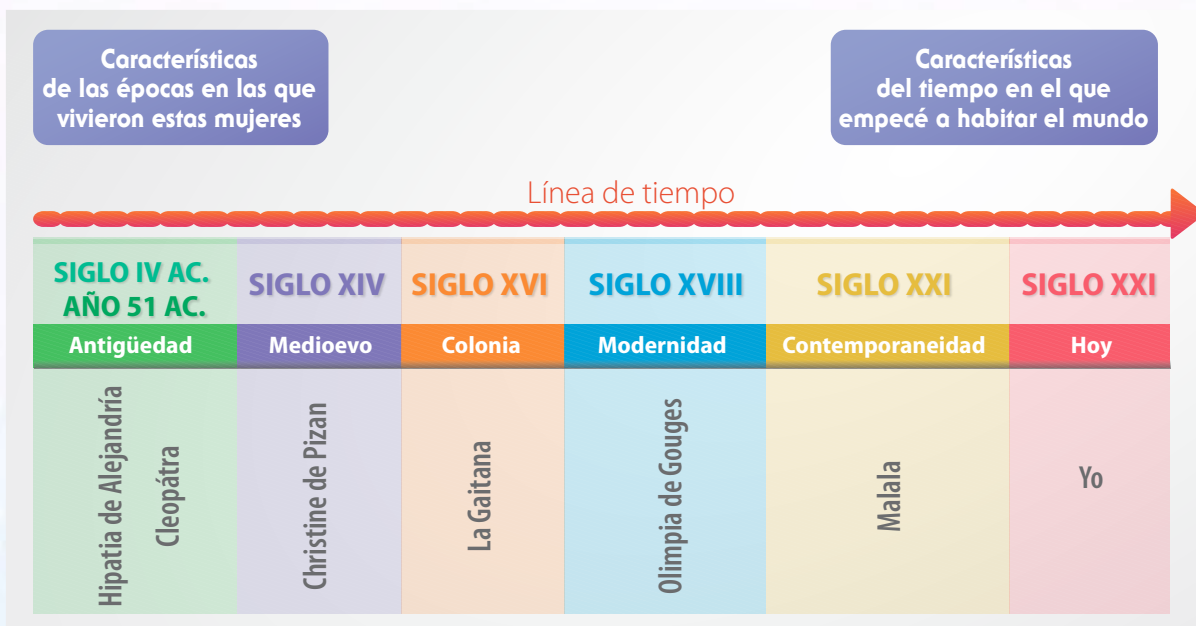 Características
de las épocas en las que
vivieron estas mujeres
Características
del tiempo en el que
empecé a habitar el mundo
Línea de tiempo
SIGLO IV AC.
AÑO 51 AC.
SIGLO XIV
SIGLO XVI
SIGLO XVIII
SIGLO XXI
SIGLO XXI
Antigüedad
Medioevo
Colonia
Modernidad
Contemporaneidad
Hoy
Hipatia de Alejandría
Cleopátra
Christine de Pizan
La Gaitana
Olimpia de Gouges
Malala
Yo